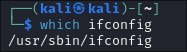 ┌──(kali㉿kali)-[~]
└─$ which ifconfig
/usr/sbin/ifconfig